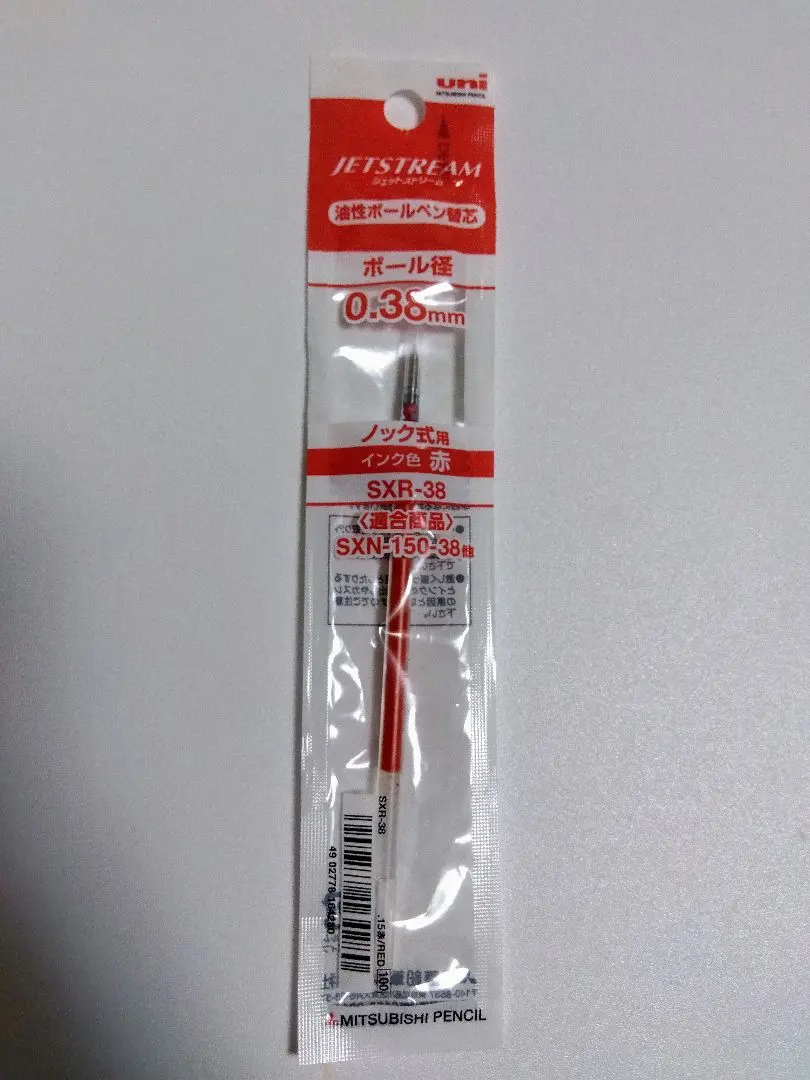 uni
MITSUBISHI PENCIL
JETSTREAM
ジェットストリーム
油性ボールペン替芯
ボール径
0.38mm
ノック式用
インク色 赤
SXR-38
〈適合商品〉
SXN-150-38他
SXR-38
.15赤/RED 100
MITSUBISHI PENCIL